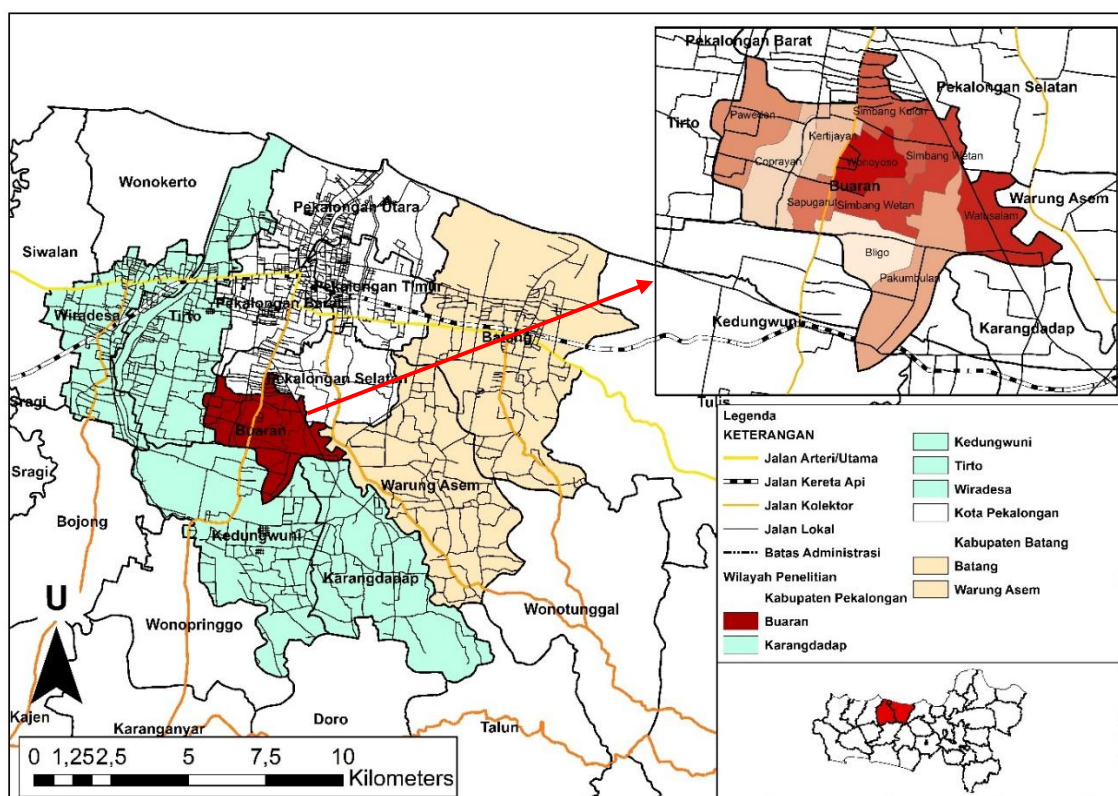 Wonokerto
Siwalan
Pekalongan Utara
Wiradesa
Tirto
Pekalongan Barat
Pekalongan Timur
Batang
Pekalongan Selatan
Sragi
Sragi
Buaran
Bojong
Warung Asem
Kedungwuni
Karangdadap
Wonotunggal
Wonopringgo
Kajen
Karanganyar
Doro
Talun
Tulis
U
0 1,252,5 5 7,5 10
Kilometers
Pekalongan Barat
Pekalongan Selatan
Tirto
Paweden
Simbang Kulon
Kertijayan
Coprayan
Wonoyoso
Simbang Wetan
Buaran
Sapugarut
Simbang Wetan
Watusalam
Warung Asem
Bligo
Pakumbulan
Kedungwuni
Karangdadap
Legenda
KETERANGAN
Jalan Arteri/Utama
Jalan Kereta Api
Jalan Kolektor
Jalan Lokal
Batas Administrasi
Wilayah Penelitian
Kabupaten Pekalongan
Buaran
Karangdadap
Kedungwuni
Tirto
Wiradesa
Kota Pekalongan
Kabupaten Batang
Batang
Warung Asem